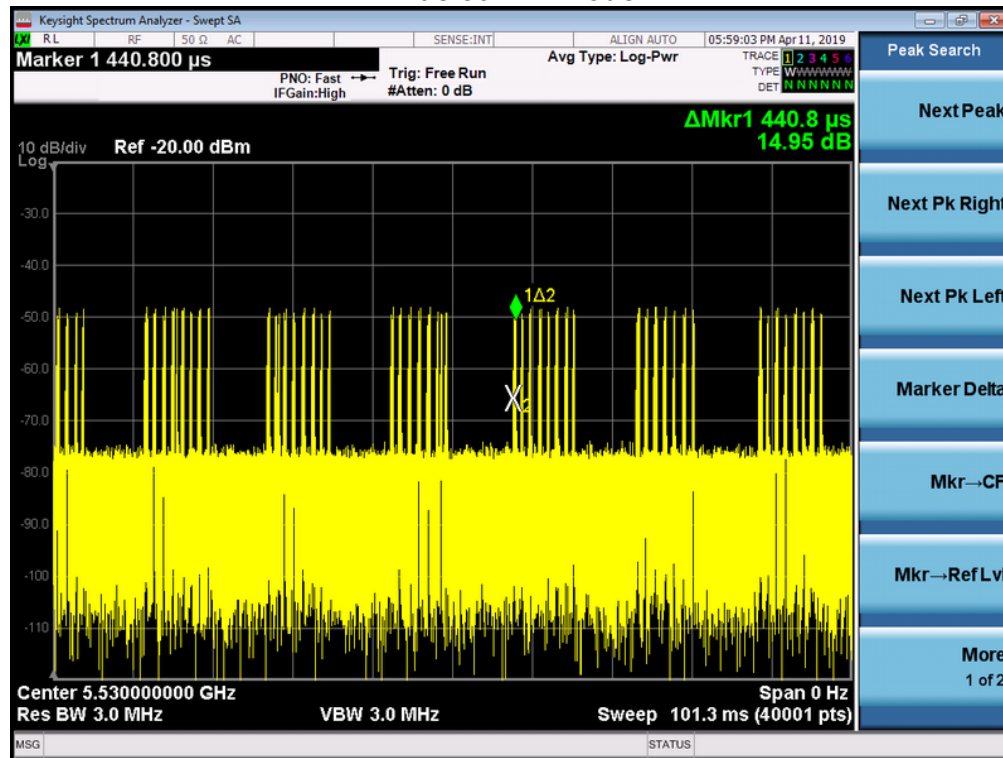 Keysight Spectrum Analyzer - Swept SA
LXI RL RF 50 Ω AC SENSE:INT ALIGN AUTO 05:59:03 PM Apr 11, 2019
Marker 1 440.800 µs
PNO: Fast
IFGain:High
Trig: Free Run
#Atten: 0 dB
Avg Type: Log-Pwr
TRACE 1 2 3 4 5 6
TYPE WWWWWW
DET N N N N N N
Peak Search
ΔMkr1 440.8 µs
14.95 dB
10 dB/div Ref -20.00 dBm
Log
-30.0
-40.0
-50.0
-60.0
-70.0
-80.0
-90.0
-100
-110
1Δ2
X2
Center 5.530000000 GHz Span 0 Hz
Res BW 3.0 MHz VBW 3.0 MHz Sweep 101.3 ms (40001 pts)
Next Peak
Next Pk Right
Next Pk Left
Marker Delta
Mkr→CF
Mkr→Ref Lvl
More
1 of 2
MSG STATUS